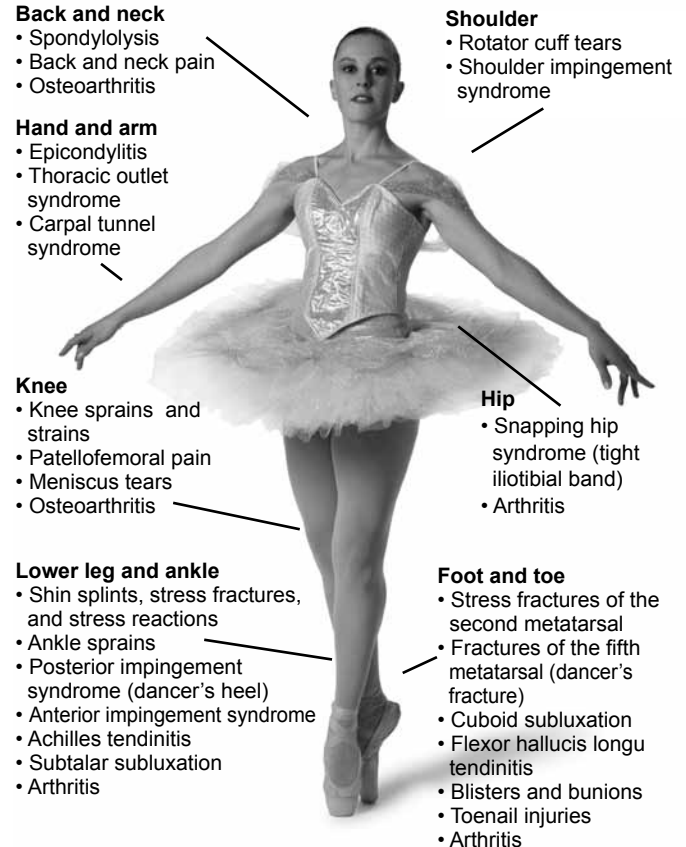 Back and neck
• Spondylolysis
• Back and neck pain
• Osteoarthritis
Shoulder
• Rotator cuff tears
• Shoulder impingement
syndrome
Hand and arm
• Epicondylitis
• Thoracic outlet
syndrome
• Carpal tunnel
syndrome
Knee
• Knee sprains and
strains
• Patellofemoral pain
• Meniscus tears
• Osteoarthritis
Hip
• Snapping hip
syndrome (tight
iliotibial band)
• Arthritis
Lower leg and ankle
• Shin splints, stress fractures,
and stress reactions
• Ankle sprains
• Posterior impingement
syndrome (dancer's heel)
• Anterior impingement syndrome
• Achilles tendinitis
• Subtalar subluxation
• Arthritis
Foot and toe
• Stress fractures of the
second metatarsal
• Fractures of the fifth
metatarsal (dancer's
fracture)
• Cuboid subluxation
• Flexor hallucis longu
tendinitis
• Blisters and bunions
• Toenail injuries
• Arthritis